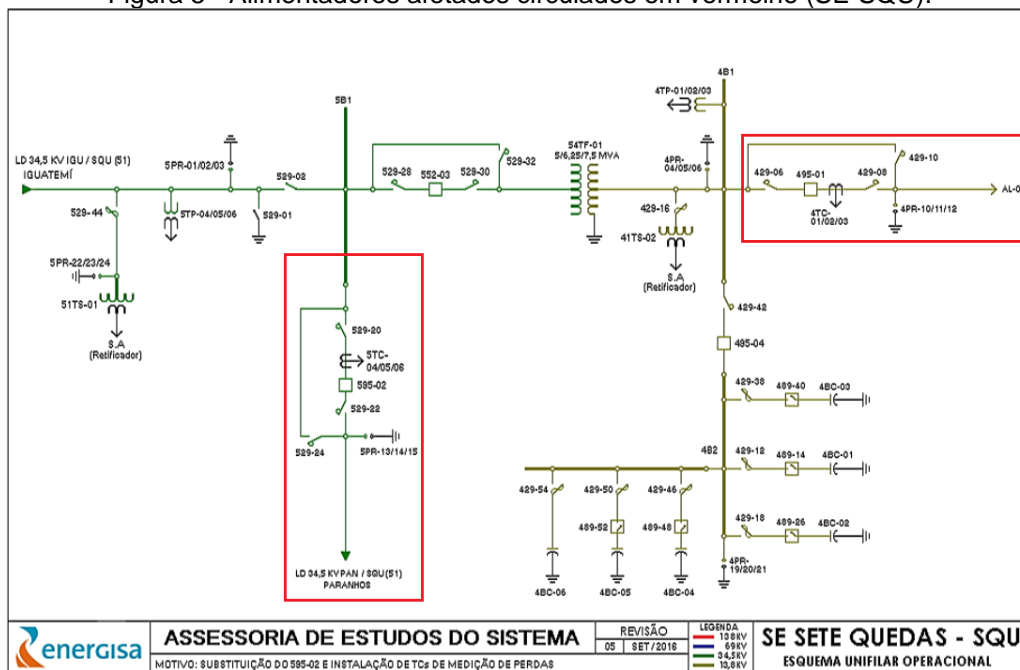 Figura 3 - Alimentadores afetados circulados em vermelho (SE SQU).
4B1
4TP-01/02/03
5B1
54TF-01
5/6,25/7,5 MVA
529-32
4PR-
04/05/06
429-10
LD 34,5 KV IGU / SQU (51)
IGUATEMÍ
5PR-01/02/03
529-02
529-28
552-03
529-30
429-06
495-01
429-08
AL-0
529-44
5TP-04/05/06
529-01
429-16
4TC-
01/02/03
4PR-10/11/12
41TS-02
5PR-22/23/24
51TS-01
S.A
(Retificador)
S.A
(Retificador)
429-42
485-04
529-20
5TC-
04/05/06
595-02
529-22
429-38
489-40
4BC-03
529-24
5PR-13/14/15
4B2
429-12
489-14
4BC-01
429-54
429-50
429-46
489-52
489-48
429-18
489-26
4BC-02
4PR-
19/20/21
LD 34,5 KV PAN / SQU(51)
PARANHOS
4BC-06
4BC-05
4BC-04
energisa
ASSESSORIA DE ESTUDOS DO SISTEMA
MOTIVO: SUBSTITUIÇÃO DO 595-02 E INSTALAÇÃO DE TCs DE MEDIÇÃO DE PERDAS
REVISÃO
05 SET/2016
LEGENDA
138KV
69KV
34,5KV
13,8KV
SE SETE QUEDAS - SQU
ESQUEMA UNIFILAR OPERACIONAL